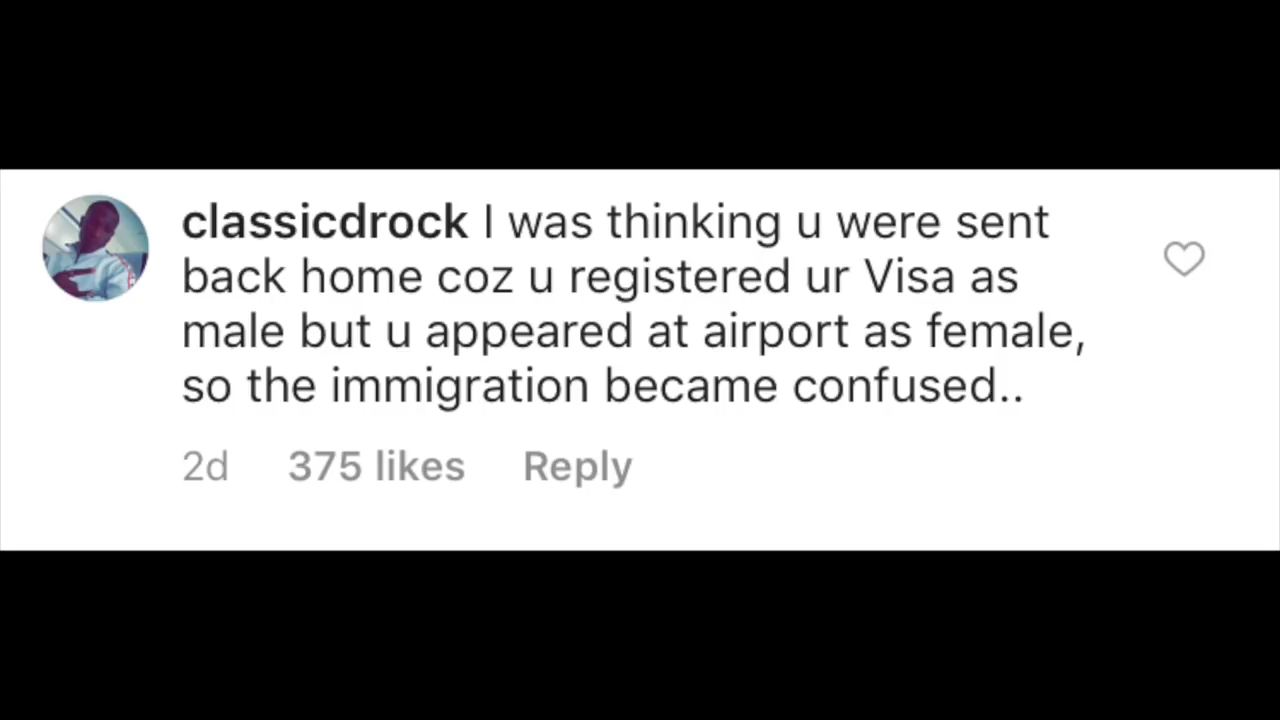 classicdrock I was thinking u were sent
back home coz u registered ur Visa as
male but u appeared at airport as female,
so the immigration became confused..
2d 375 likes Reply